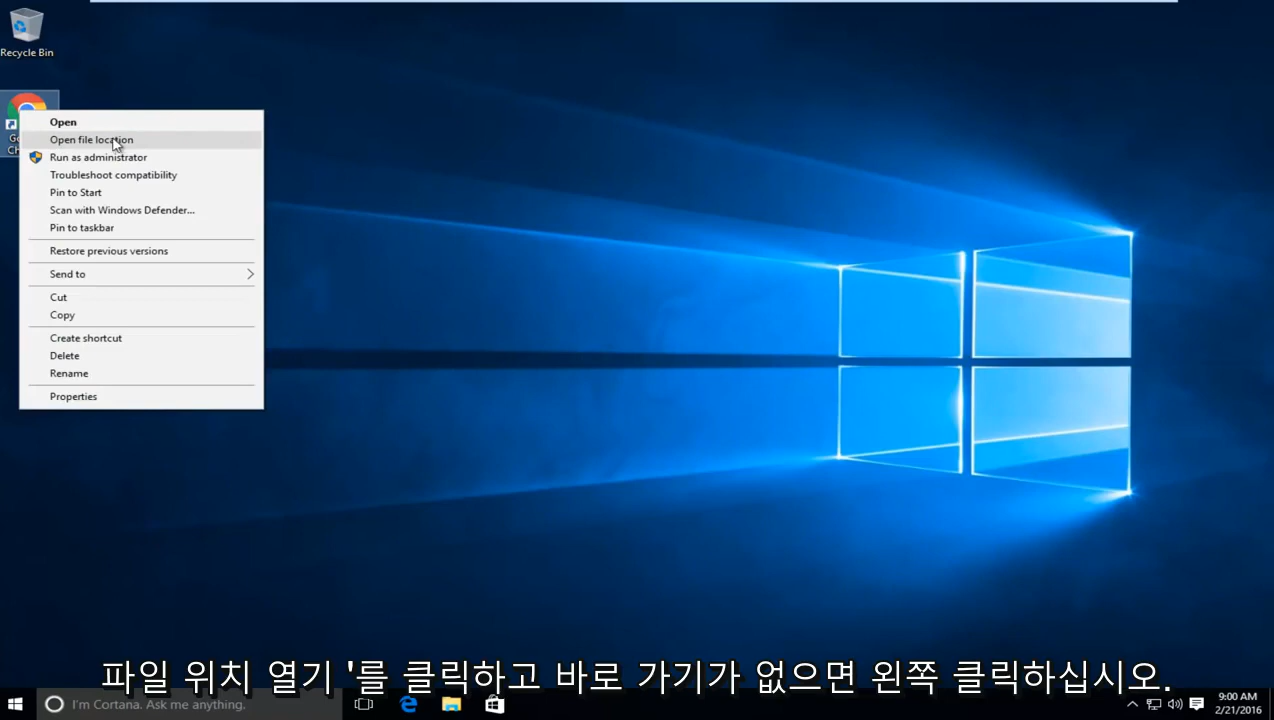 Recycle Bin
Open
Open file location
Run as administrator
Troubleshoot compatibility
Pin to Start
Scan with Windows Defender...
Pin to taskbar
Restore previous versions
Send to
Cut
Copy
Create shortcut
Delete
Rename
Properties
파일 위치 열기 '를 클릭하고 바로 가기가 없으면 왼쪽 클릭하십시오.
I'm Cortana. Ask me anything.
9:00 AM
2/21/2016